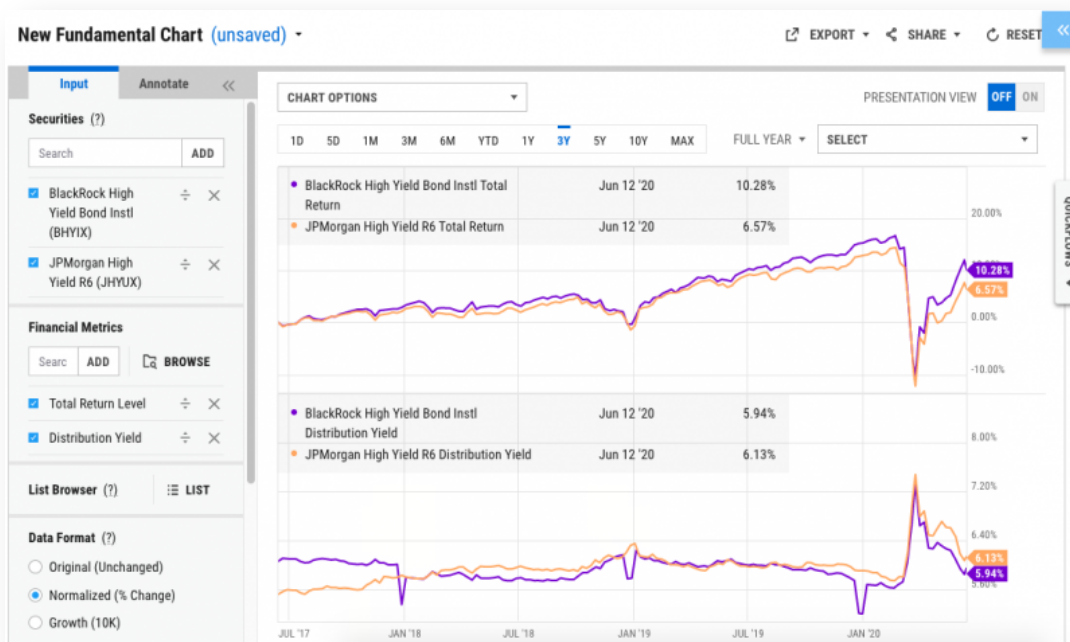 New Fundamental Chart (unsaved)
EXPORT
SHARE
RESET
Input
Annotate
Securities (?)
Search
ADD
BlackRock High
Yield Bond Instl
(BHYIX)
JPMorgan High
Yield R6 (JHYUX)
Financial Metrics
Searc
ADD
BROWSE
Total Return Level
Distribution Yield
List Browser (?)
LIST
Data Format (?)
Original (Unchanged)
Normalized (% Change)
Growth (10K)
CHART OPTIONS
PRESENTATION VIEW OFF ON
1D 5D 1M 3M 6M YTD 1Y 3Y 5Y 10Y MAX
FULL YEAR
SELECT
BlackRock High Yield Bond Instl Total Jun 12 '20 10.28%
Return
JPMorgan High Yield R6 Total Return Jun 12 '20 6.57%
20.00%
10.28%
6.57%
0.00%
-10.00%
BlackRock High Yield Bond Instl Jun 12 '20 5.94%
Distribution Yield
JPMorgan High Yield R6 Distribution Yield Jun 12 '20 6.13%
8.00%
7.20%
6.40%
6.13%
5.94%
5.60%
JUL '17 JAN '18 JUL '18 JAN '19 JUL '19 JAN '20